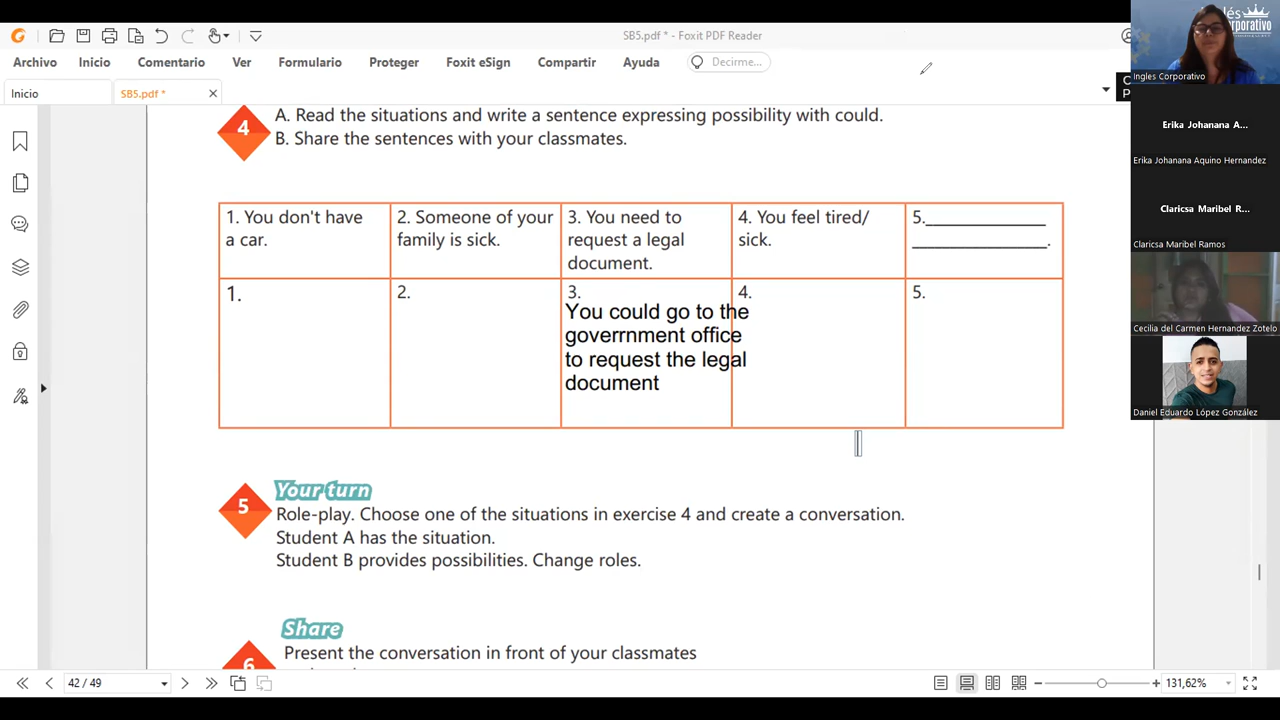 SB5.pdf * - Foxit PDF Reader
Archivo Inicio Comentario Ver Formulario Proteger Foxit eSign Compartir Ayuda Decirme...
Inicio SB5.pdf *
4
A. Read the situations and write a sentence expressing possibility with could.
B. Share the sentences with your classmates.
1. You don't have
a car.
2. Someone of your
family is sick.
3. You need to
request a legal
document.
4. You feel tired/
sick.
5.____________
______________.
1.
2.
3.
You could go to the
goverrnment office
to request the legal
document
4.
5.
5
Your turn
Role-play. Choose one of the situations in exercise 4 and create a conversation.
Student A has the situation.
Student B provides possibilities. Change roles.
6
Share
Present the conversation in front of your classmates
42 / 49
131,62%
Ingles Corporativo
Erika Johanana A...
Erika Johanana Aquino Hernandez
Claricsa Maribel R...
Claricsa Maribel Ramos
Cecilia del Carmen Hernandez Zotelo
Daniel Eduardo López González